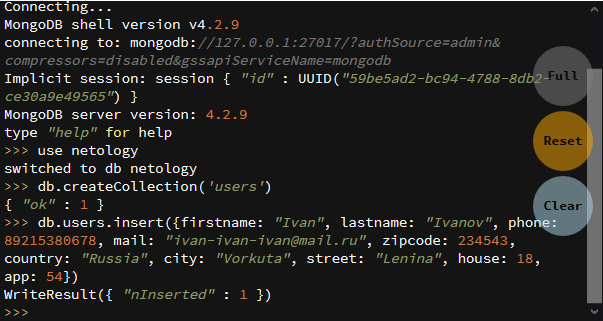 Connecting...
MongoDB shell version v4.2.9
connecting to: mongodb://127.0.0.1:27017/?authSource=admin&
compressors=disabled&gssapiServiceName=mongodb
Implicit session: session { "id" : UUID("59be5ad2-bc94-4788-8db2-
ce30a9e49565") }
MongoDB server version: 4.2.9
type "help" for help
>>> use netology
switched to db netology
>>> db.createCollection('users')
{ "ok" : 1 }
>>> db.users.insert({firstname: "Ivan", lastname: "Ivanov", phone:
89215380678, mail: "ivan-ivan-ivan@mail.ru", zipcode: 234543,
country: "Russia", city: "Vorkuta", street: "Lenina", house: 18,
app: 54})
WriteResult({ "nInserted" : 1 })
>>>
Full
Reset
Clear